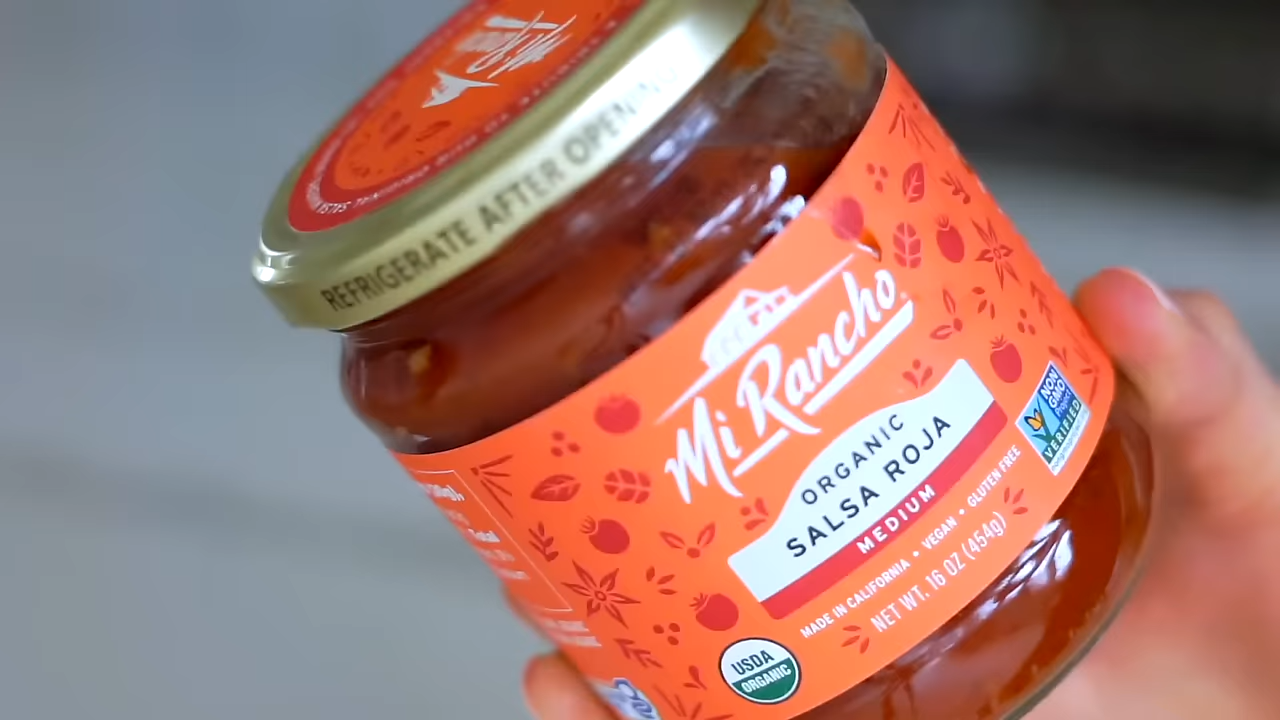 REFRIGERATE AFTER OPENING
Mi Rancho
ORGANIC
SALSA ROJA
MEDIUM
MADE IN CALIFORNIA • VEGAN • GLUTEN FREE
NET WT. 16 OZ (454g)
NON
GMO
Project
VERIFIED
USDA
ORGANIC